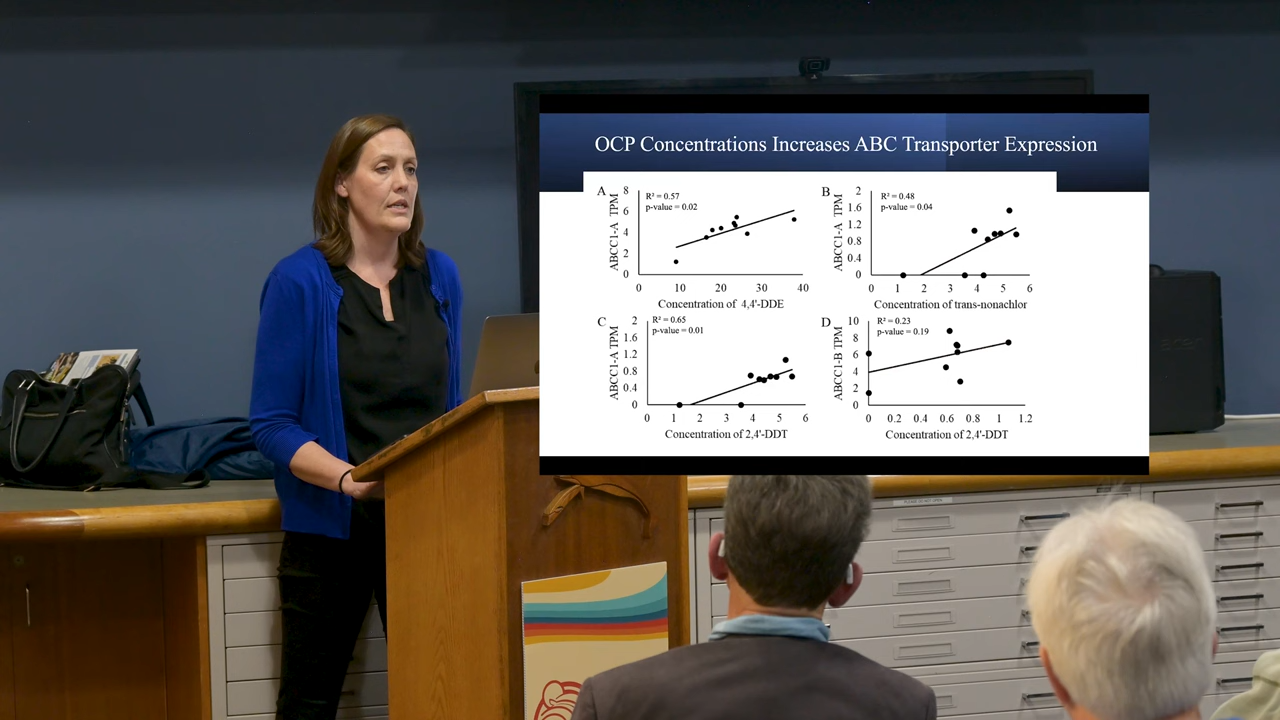 OCP Concentrations Increases ABC Transporter Expression
A
R² = 0.57
p-value = 0.02
ABCC1-A TPM
8
6
4
2
0
0 10 20 30 40
Concentration of 4,4'-DDE
B
R² = 0.48
p-value = 0.04
ABCC1-A TPM
2
1.6
1.2
0.8
0.4
0
0 1 2 3 4 5 6
Concentration of trans-nonachlor
C
R² = 0.65
p-value = 0.01
ABCC1-A TPM
2
1.6
1.2
0.8
0.4
0
0 1 2 3 4 5 6
Concentration of 2,4'-DDT
D
R² = 0.23
p-value = 0.19
ABCC1-B TPM
10
8
6
4
2
0
0 0.2 0.4 0.6 0.8 1 1.2
Concentration of 2,4'-DDT
acer
PLEASE DO NOT OPEN